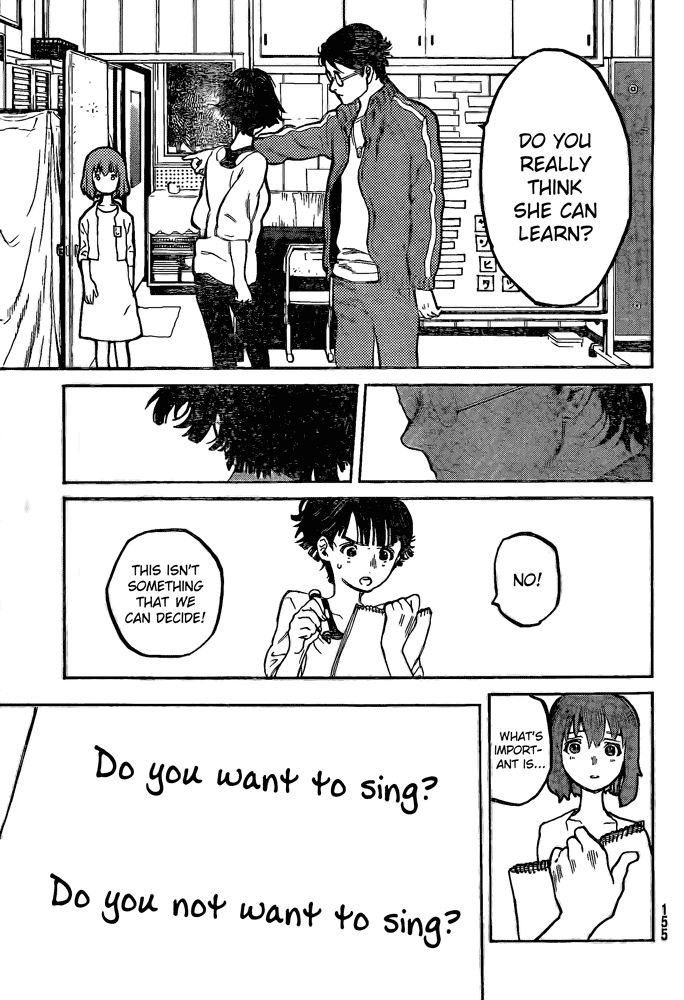 DO YOU
REALLY
THINK
SHE CAN
LEARN?
NO!
THIS ISN'T
SOMETHING
THAT WE
CAN DECIDE!
WHAT'S
IMPORT-
ANT IS...
Do you want to sing?
Do you not want to sing?
155